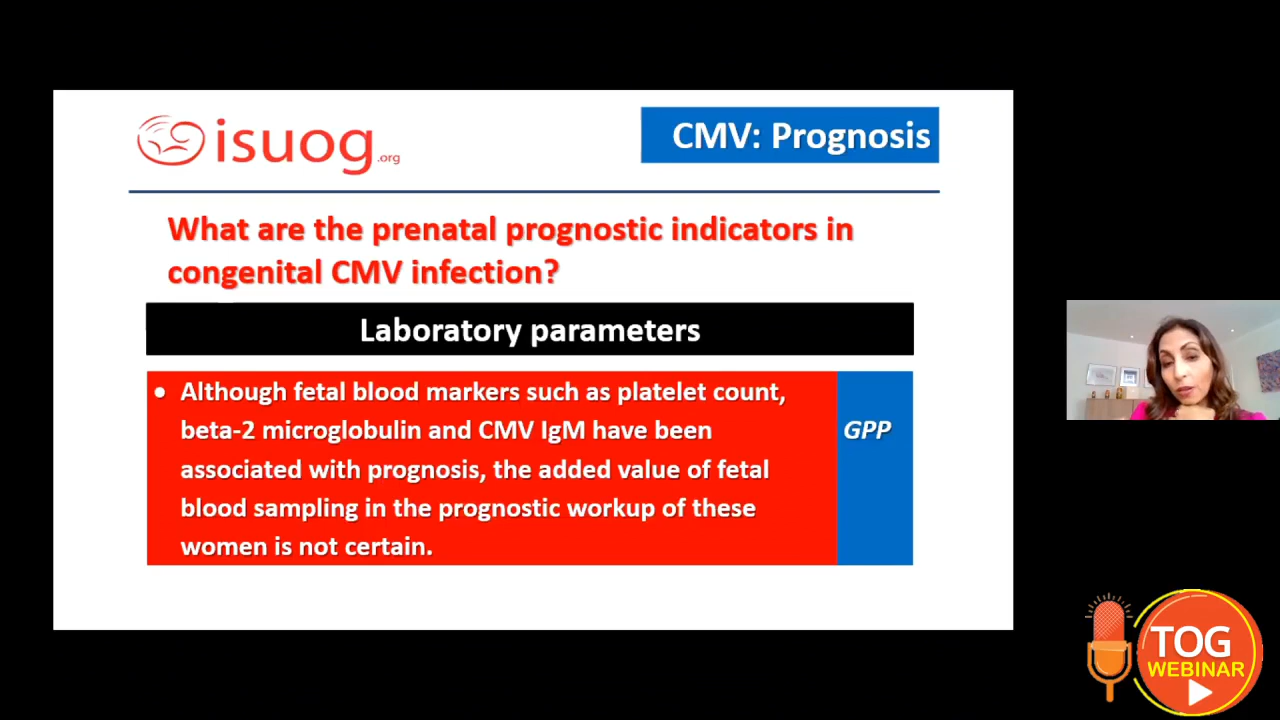 isuog.org
CMV: Prognosis
What are the prenatal prognostic indicators in
congenital CMV infection?
Laboratory parameters
• Although fetal blood markers such as platelet count,
beta-2 microglobulin and CMV IgM have been
associated with prognosis, the added value of fetal
blood sampling in the prognostic workup of these
women is not certain.
GPP
TOG
WEBINAR